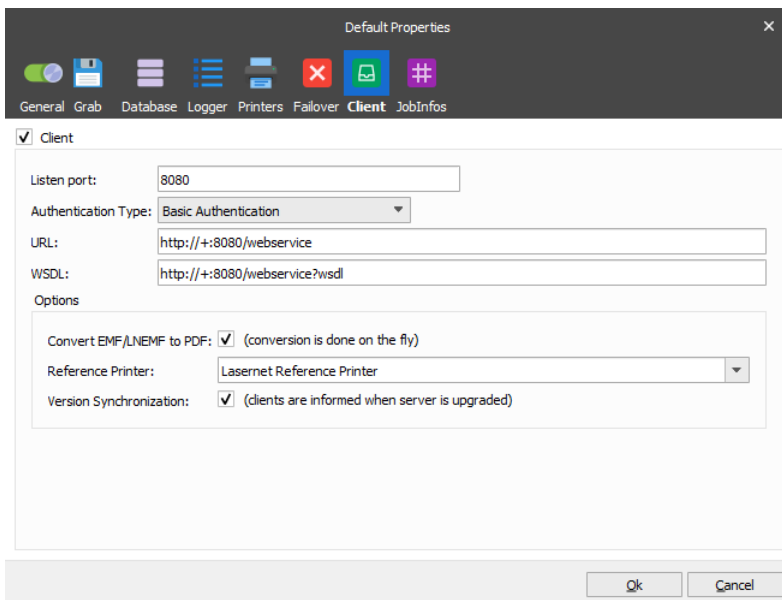 Default Properties
General Grab Database Logger Printers Failover Client JobInfos
Client
Listen port: 8080
Authentication Type: Basic Authentication
URL: http://+:8080/webservice
WSDL: http://+:8080/webservice?wsdl
Options
Convert EMF/LNEMF to PDF: (conversion is done on the fly)
Reference Printer: Lasernet Reference Printer
Version Synchronization: (clients are informed when server is upgraded)
Ok Cancel